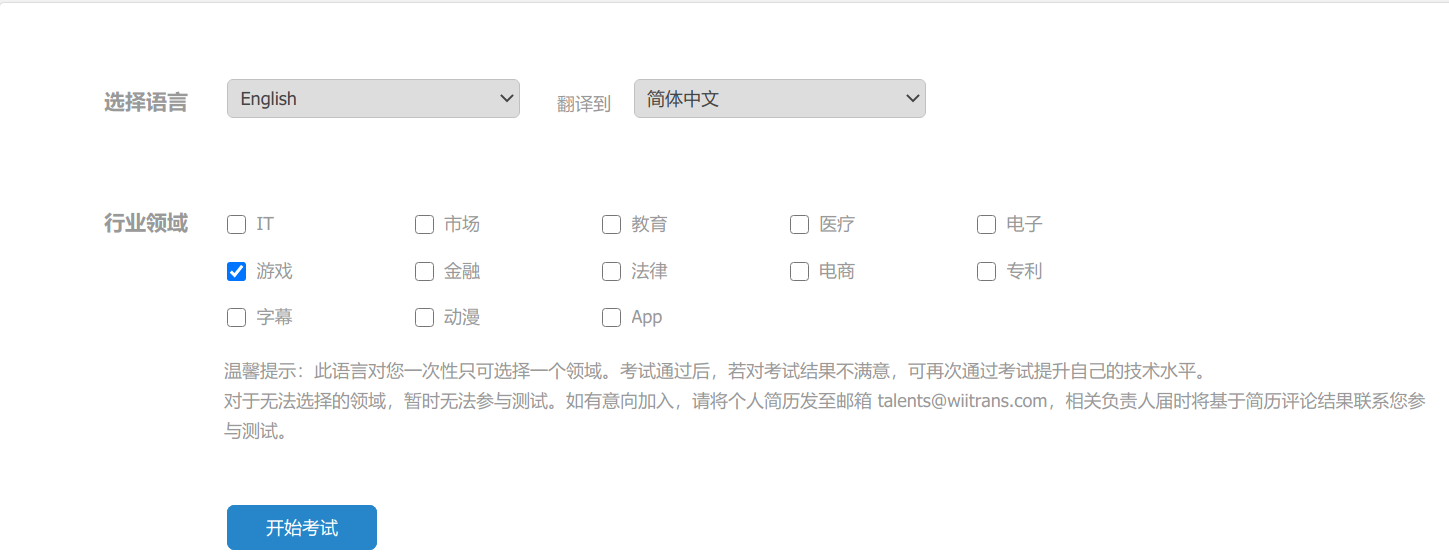 选择语言 English 翻译到 简体中文
行业领域 IT 市场 教育 医疗 电子
游戏 金融 法律 电商 专利
字幕 动漫 App
温馨提示：此语言对您一次性只可选择一个领域。考试通过后，若对考试结果不满意，可再次通过考试提升自己的技术水平。
对于无法选择的领域，暂时无法参与测试。如有意向加入，请将个人简历发至邮箱 talents@wiitrans.com，相关负责人届时将基于简历评论结果联系您参
与测试。
开始考试